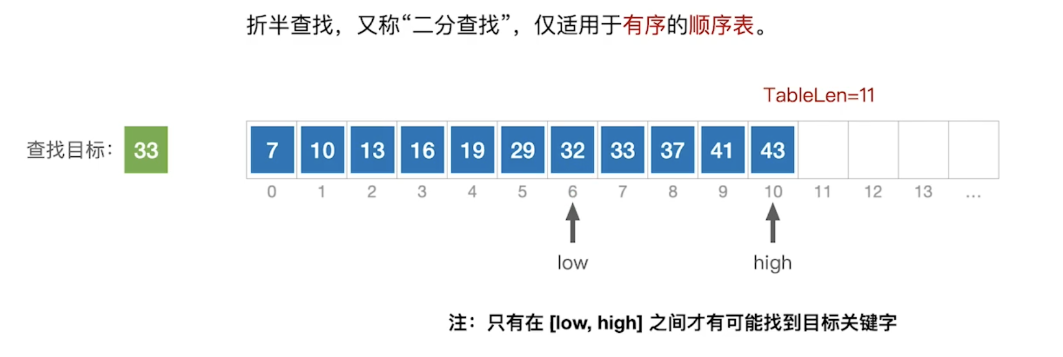 折半查找，又称“二分查找”，仅适用于有序的顺序表。
TableLen=11
查找目标： 33 7 10 13 16 19 29 32 33 37 41 43
0 1 2 3 4 5 6 7 8 9 10 11 12 13 ...
low high
注：只有在 [low, high] 之间才有可能找到目标关键字